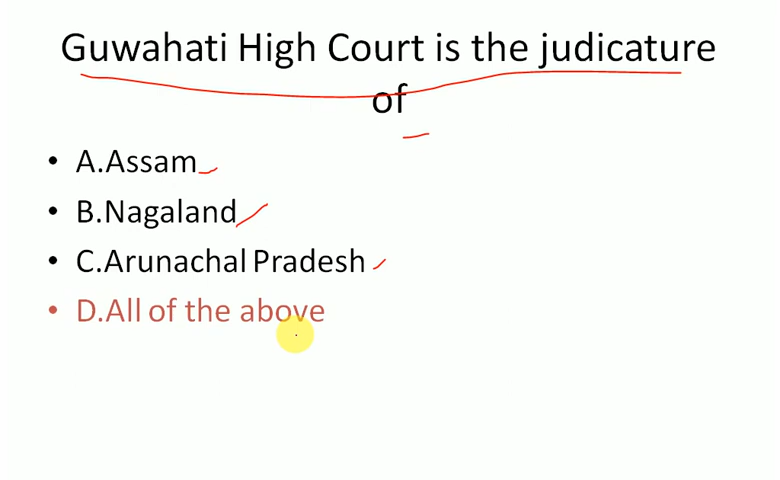 Guwahati High Court is the judicature
of
• A.Assam
• B.Nagaland
• C.Arunachal Pradesh
• D.All of the above